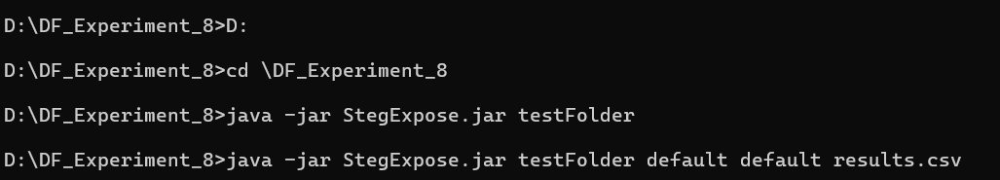 D:\DF_Experiment_8>D:
D:\DF_Experiment_8>cd \DF_Experiment_8
D:\DF_Experiment_8>java -jar StegExpose.jar testFolder
D:\DF_Experiment_8>java -jar StegExpose.jar testFolder default default results.csv